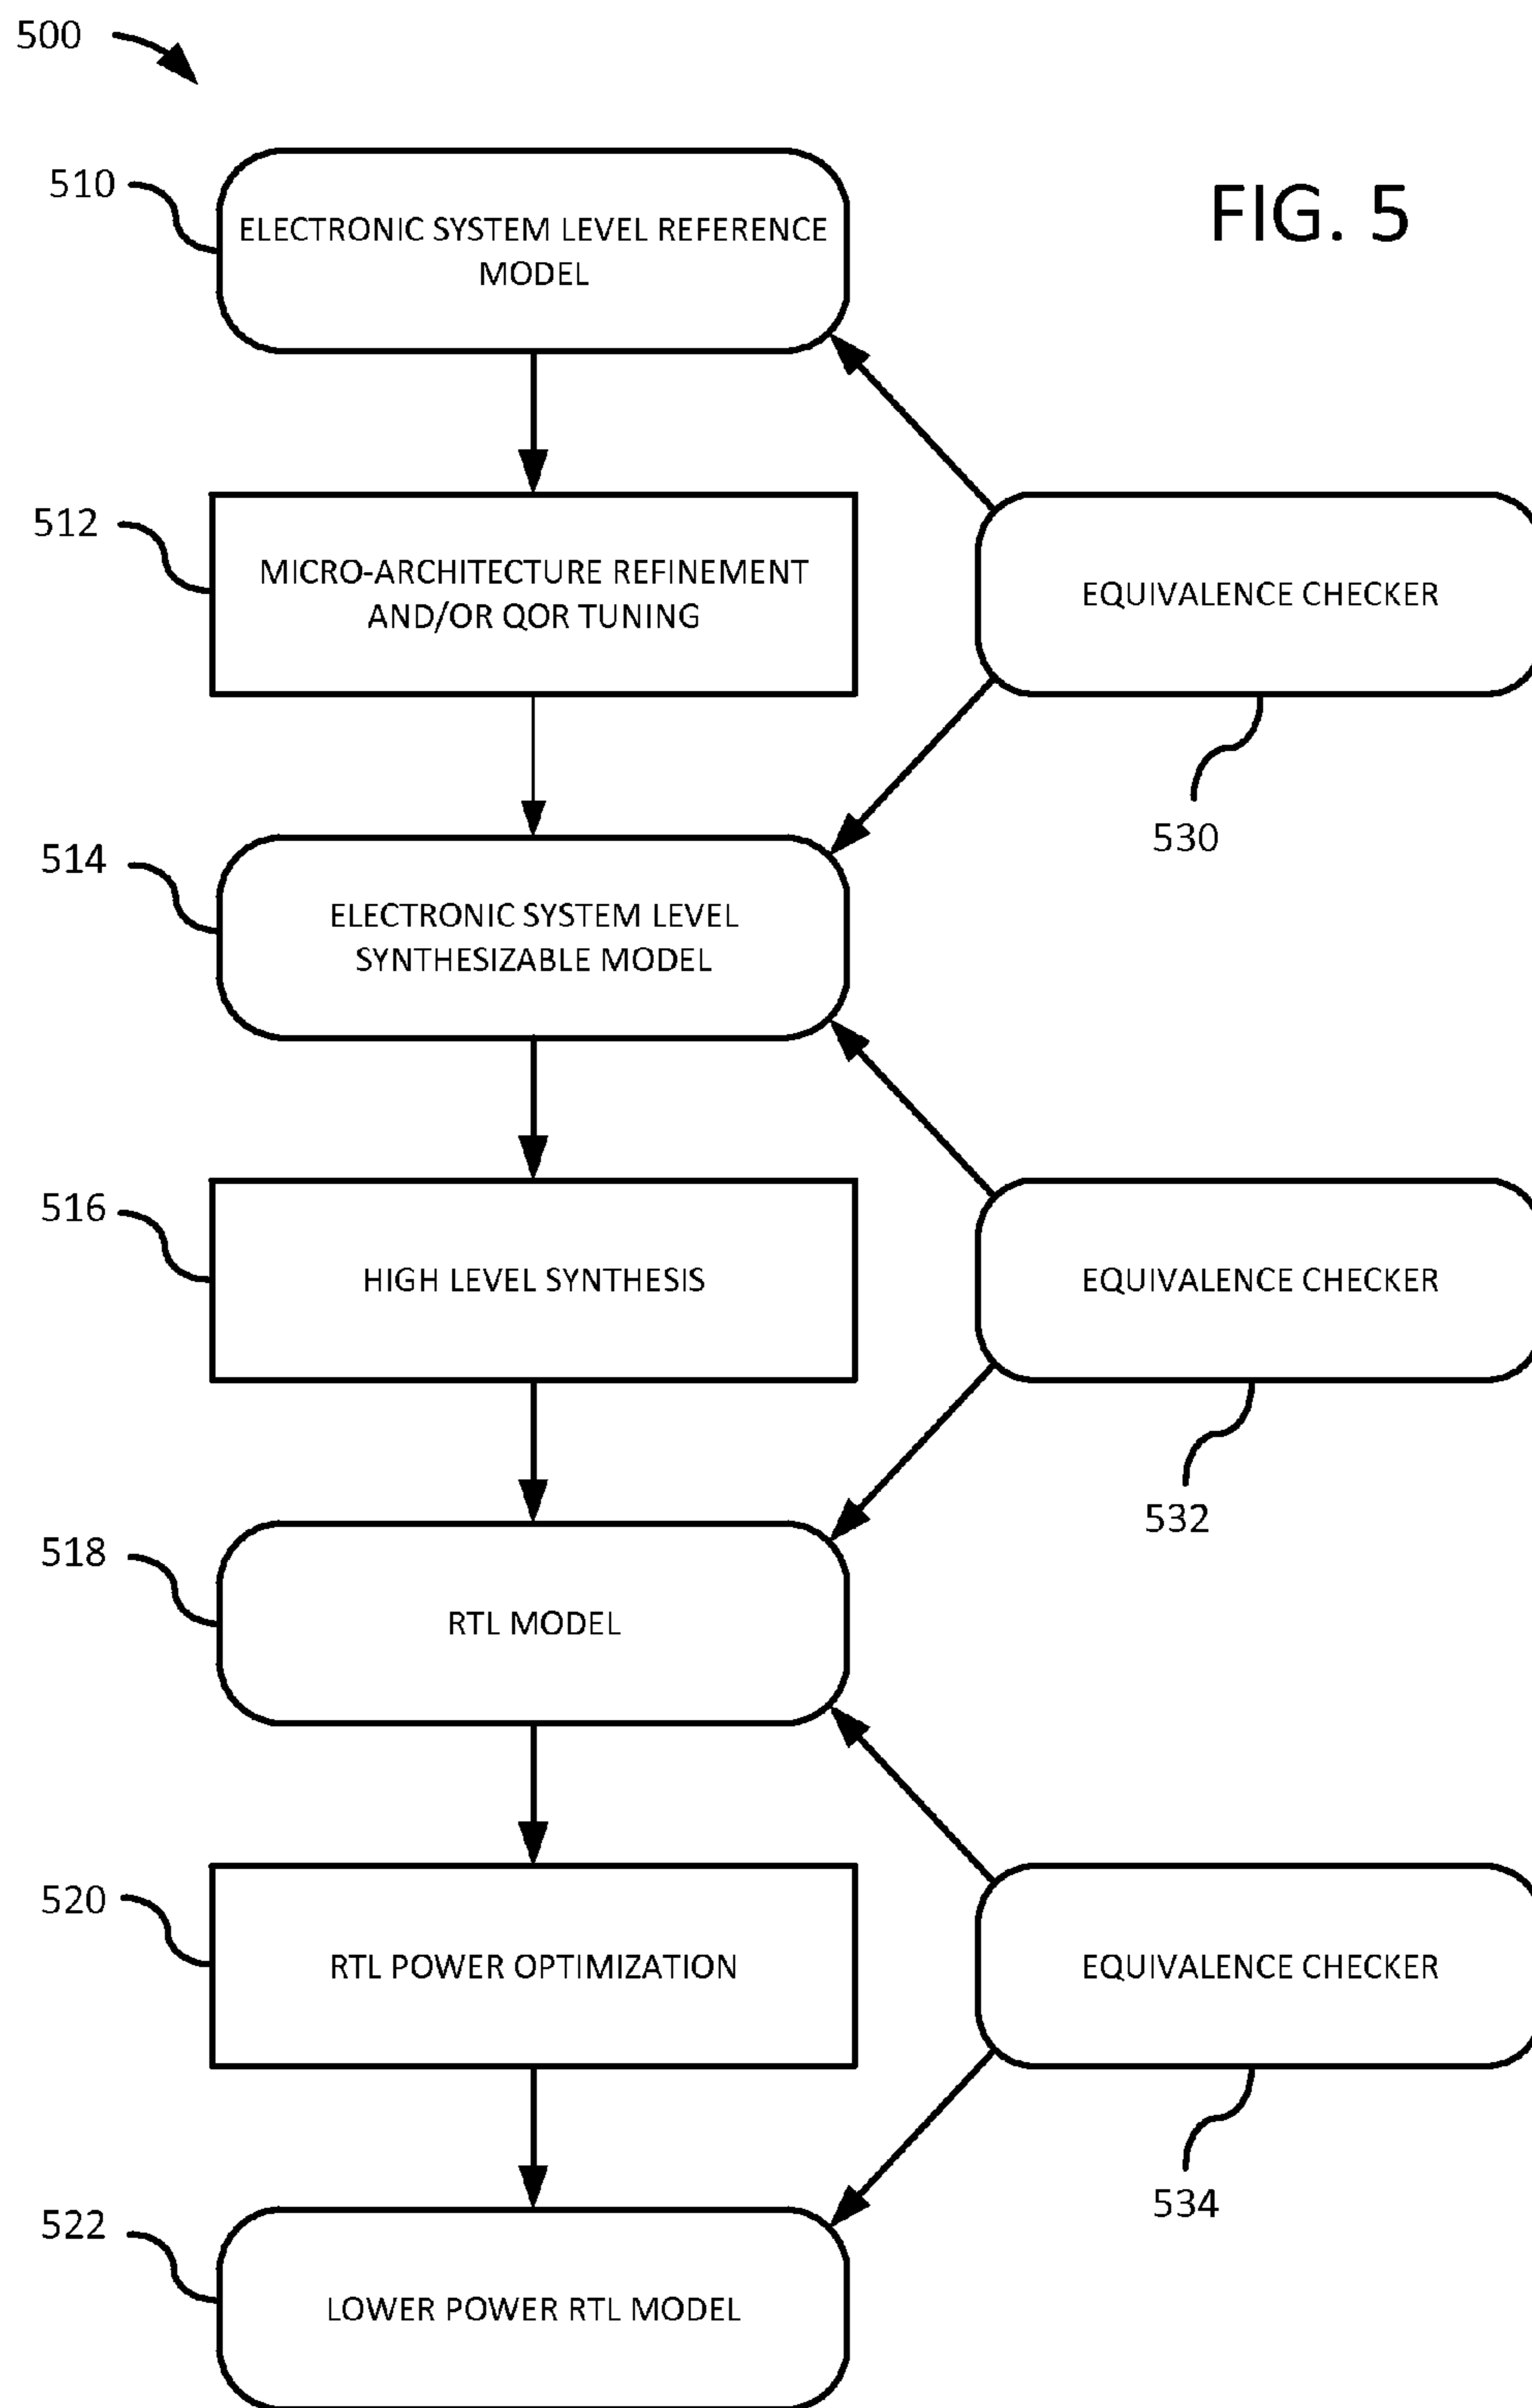 500
510
ELECTRONIC SYSTEM LEVEL REFERENCE
MODEL
FIG. 5
512
MICRO-ARCHITECTURE REFINEMENT
AND/OR QOR TUNING
EQUIVALENCE CHECKER
530
514
ELECTRONIC SYSTEM LEVEL
SYNTHESIZABLE MODEL
516
HIGH LEVEL SYNTHESIS
EQUIVALENCE CHECKER
532
518
RTL MODEL
520
RTL POWER OPTIMIZATION
EQUIVALENCE CHECKER
534
522
LOWER POWER RTL MODEL